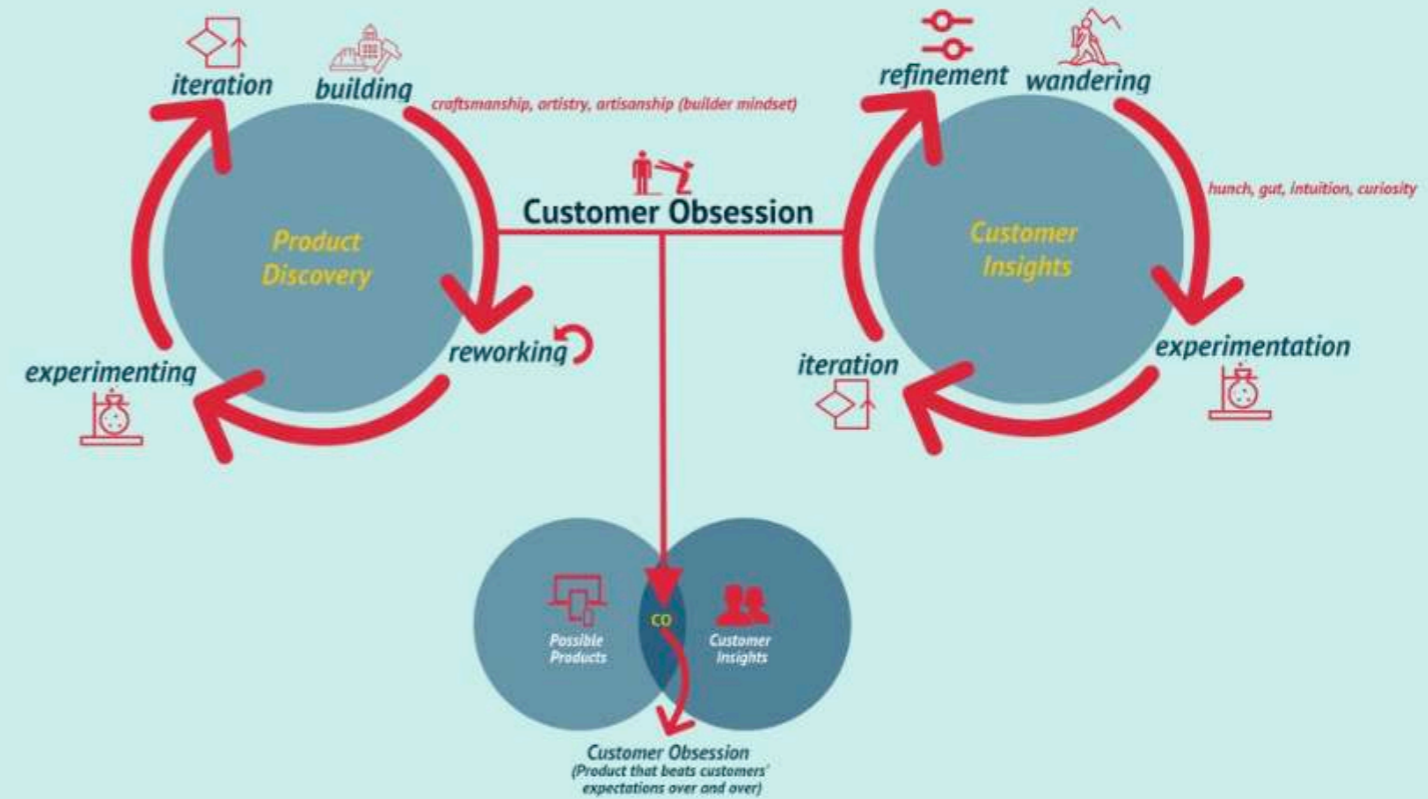 iteration
building
craftsmanship, artistry, artisanship (builder mindset)
Product
Discovery
reworking
experimenting
Customer Obsession
refinement
wandering
hunch, gut, intuition, curiosity
Customer
Insights
experimentation
iteration
Possible
Products
CO
Customer
Insights
Customer Obsession
(Product that beats customers'
expectations over and over)